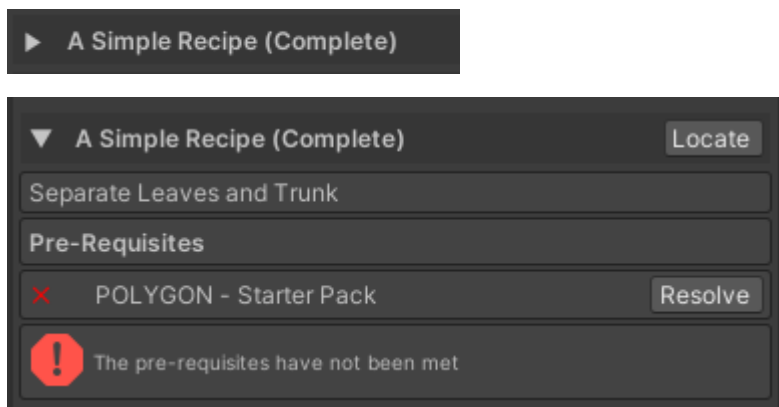 A Simple Recipe (Complete)
A Simple Recipe (Complete) Locate
Separate Leaves and Trunk
Pre-Requisites
POLYGON - Starter Pack Resolve
The pre-requisites have not been met